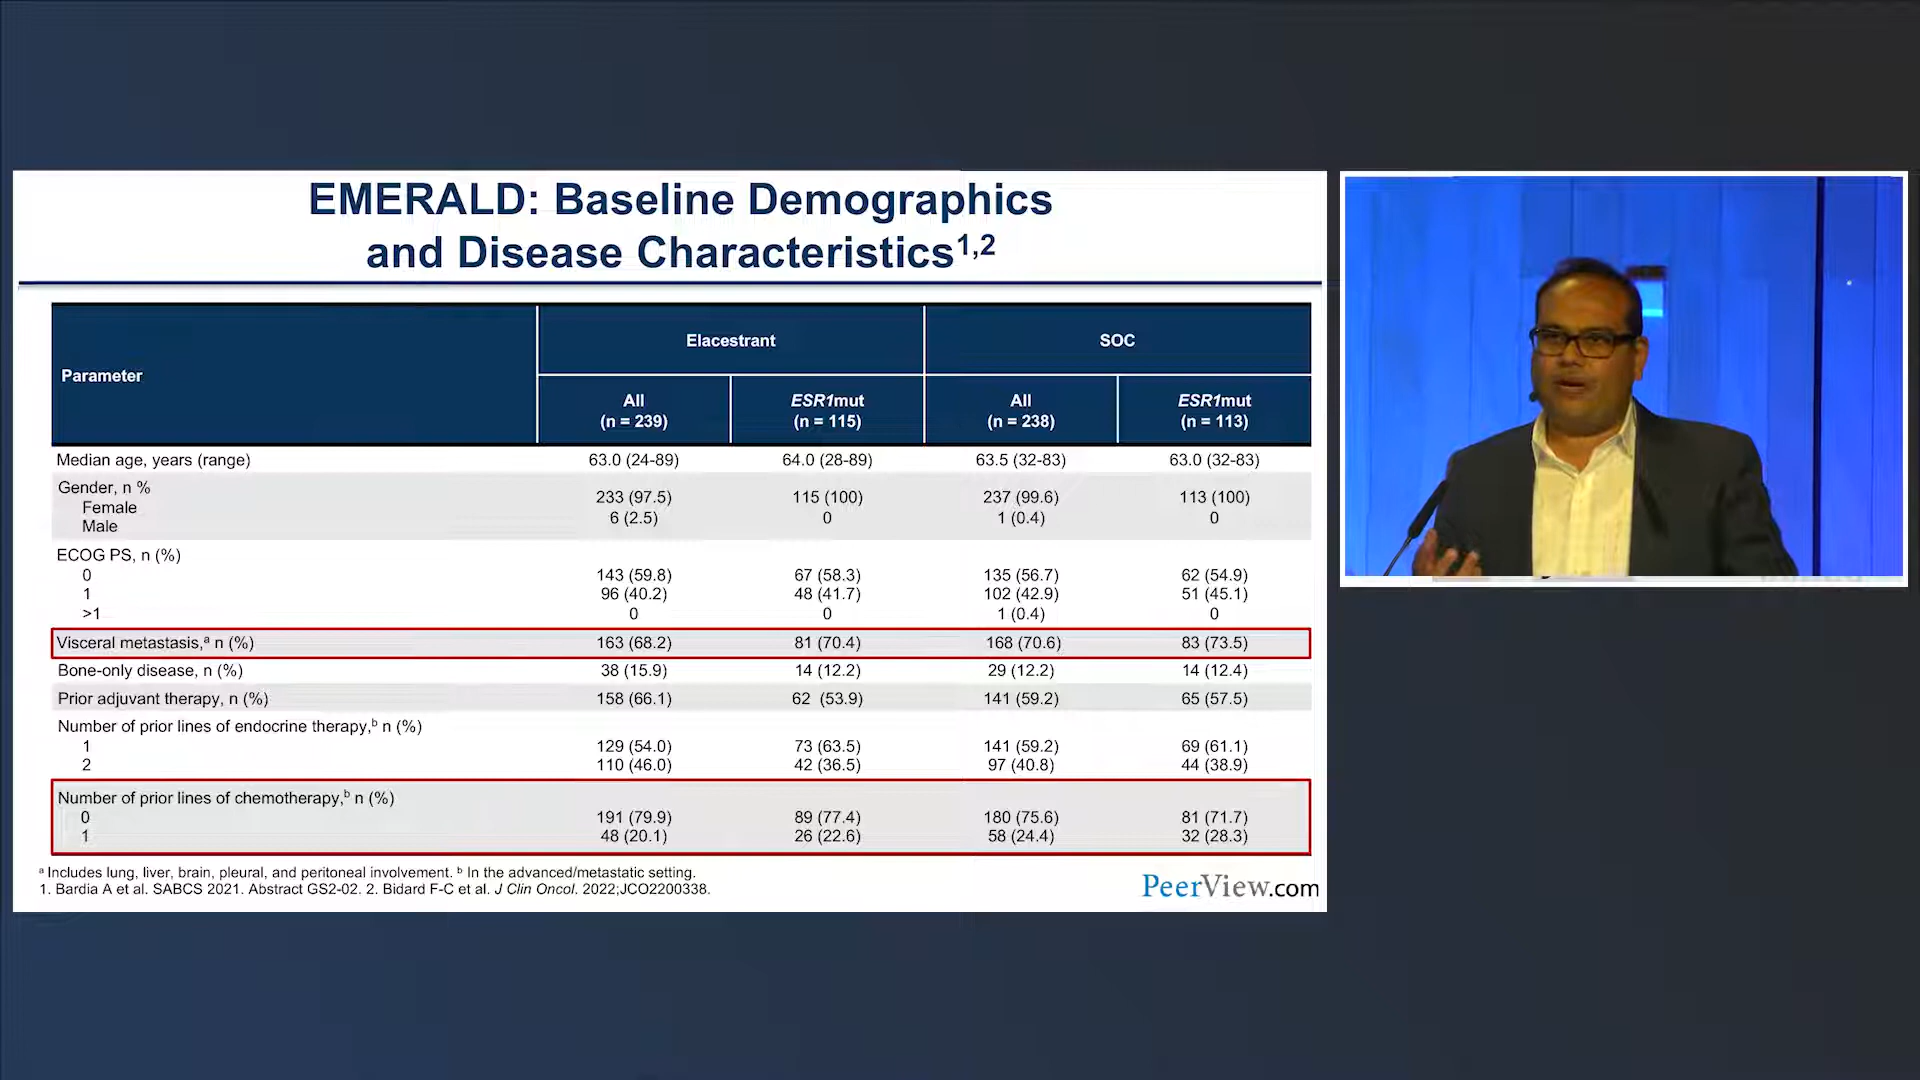 EMERALD: Baseline Demographics
and Disease Characteristics1,2
Parameter
Elacestrant
SOC
All
(n = 239)
ESR1mut
(n = 115)
All
(n = 238)
ESR1mut
(n = 113)
Median age, years (range) 63.0 (24-89) 64.0 (28-89) 63.5 (32-83) 63.0 (32-83)
Gender, n %
Female 233 (97.5) 115 (100) 237 (99.6) 113 (100)
Male 6 (2.5) 0 1 (0.4) 0
ECOG PS, n (%)
0 143 (59.8) 67 (58.3) 135 (56.7) 62 (54.9)
1 96 (40.2) 48 (41.7) 102 (42.9) 51 (45.1)
>1 0 0 1 (0.4) 0
Visceral metastasis,a n (%) 163 (68.2) 81 (70.4) 168 (70.6) 83 (73.5)
Bone-only disease, n (%) 38 (15.9) 14 (12.2) 29 (12.2) 14 (12.4)
Prior adjuvant therapy, n (%) 158 (66.1) 62 (53.9) 141 (59.2) 65 (57.5)
Number of prior lines of endocrine therapy,b n (%)
1 129 (54.0) 73 (63.5) 141 (59.2) 69 (61.1)
2 110 (46.0) 42 (36.5) 97 (40.8) 44 (38.9)
Number of prior lines of chemotherapy,b n (%)
0 191 (79.9) 89 (77.4) 180 (75.6) 81 (71.7)
1 48 (20.1) 26 (22.6) 58 (24.4) 32 (28.3)
a Includes lung, liver, brain, pleural, and peritoneal involvement. b In the advanced/metastatic setting.
1. Bardia A et al. SABCS 2021. Abstract GS2-02. 2. Bidard F-C et al. J Clin Oncol. 2022;JCO2200338.
PeerView.com